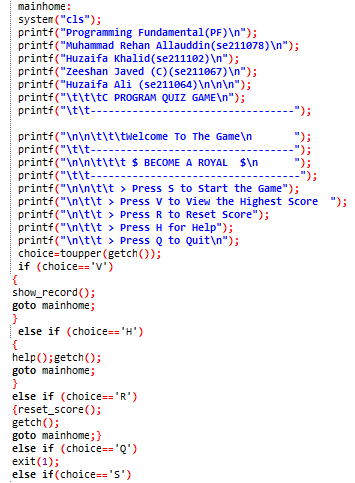 mainhome:
system("cls");
printf("Programming Fundamental(PF)\n");
printf("Muhammad Rehan Allauddin(se211078)\n");
printf("Huzaifa Khalid(se211102)\n");
printf("Zeeshan Javed (C)(se211067)\n");
printf("Huzaifa Ali (se211064)\n\n\n");
printf("\t\t\tC PROGRAM QUIZ GAME\n");
printf("\t\t----------------------------------");
printf("\n\n\t\t\tWelcome To The Game\n       ");
printf("\t\t----------------------------------");
printf("\n\n\t\t\t $ BECOME A ROYAL  $\n      ");
printf("\t\t-----------------------------------");
printf("\n\n\t\t > Press S to Start the Game");
printf("\n\t\t > Press V to View the Highest Score  ");
printf("\n\t\t > Press R to Reset Score");
printf("\n\t\t > Press H for Help");
printf("\n\t\t > Press Q to Quit\n");
choice=toupper(getch());
if (choice=='V')
{
show_record();
goto mainhome;
}
else if (choice=='H')
{
help();getch();
goto mainhome;
}
else if (choice=='R')
{reset_score();
getch();
goto mainhome;}
else if (choice=='Q')
exit(1);
else if(choice=='S')